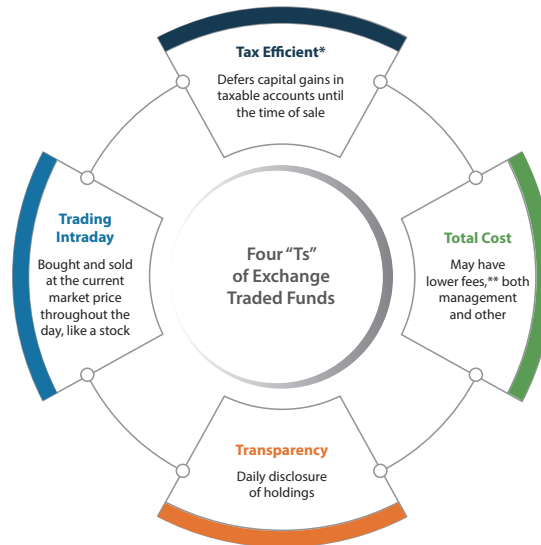 Tax Efficient*
Defers capital gains in
taxable accounts until
the time of sale
Trading
Intraday
Bought and sold
at the current
market price
throughout the
day, like a stock
Four “Ts”
of Exchange
Traded Funds
Total Cost
May have
lower fees,** both
management
and other
Transparency
Daily disclosure
of holdings